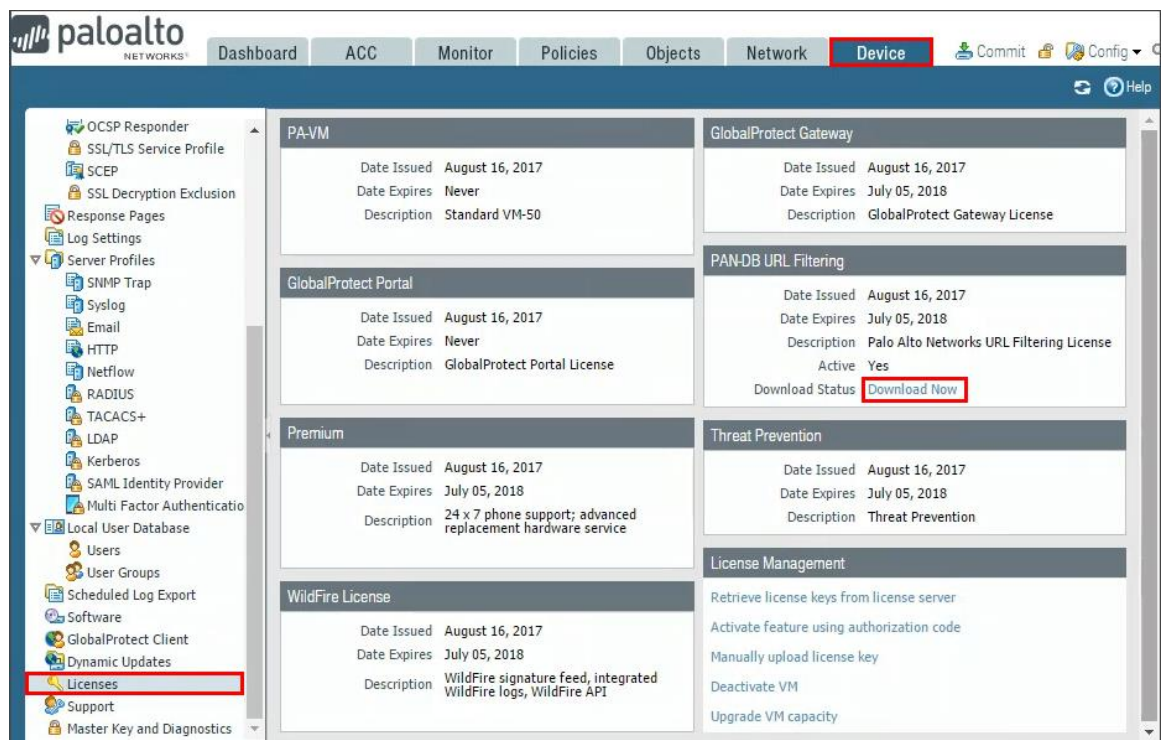 paloalto
NETWORKS
Dashboard ACC Monitor Policies Objects Network Device Commit Config
Help
OCSP Responder
SSL/TLS Service Profile
SCEP
SSL Decryption Exclusion
Response Pages
Log Settings
Server Profiles
SNMP Trap
Syslog
Email
HTTP
Netflow
RADIUS
TACACS+
LDAP
Kerberos
SAML Identity Provider
Multi Factor Authenticatio
Local User Database
Users
User Groups
Scheduled Log Export
Software
GlobalProtect Client
Dynamic Updates
Licenses
Support
Master Key and Diagnostics
PA-VM
Date Issued August 16, 2017
Date Expires Never
Description Standard VM-50
GlobalProtect Portal
Date Issued August 16, 2017
Date Expires Never
Description GlobalProtect Portal License
Premium
Date Issued August 16, 2017
Date Expires July 05, 2018
Description 24 x 7 phone support; advanced
replacement hardware service
WildFire License
Date Issued August 16, 2017
Date Expires July 05, 2018
Description WildFire signature feed, integrated
WildFire logs, WildFire API
GlobalProtect Gateway
Date Issued August 16, 2017
Date Expires July 05, 2018
Description GlobalProtect Gateway License
PAN-DB URL Filtering
Date Issued August 16, 2017
Date Expires July 05, 2018
Description Palo Alto Networks URL Filtering License
Active Yes
Download Status Download Now
Threat Prevention
Date Issued August 16, 2017
Date Expires July 05, 2018
Description Threat Prevention
License Management
Retrieve license keys from license server
Activate feature using authorization code
Manually upload license key
Deactivate VM
Upgrade VM capacity